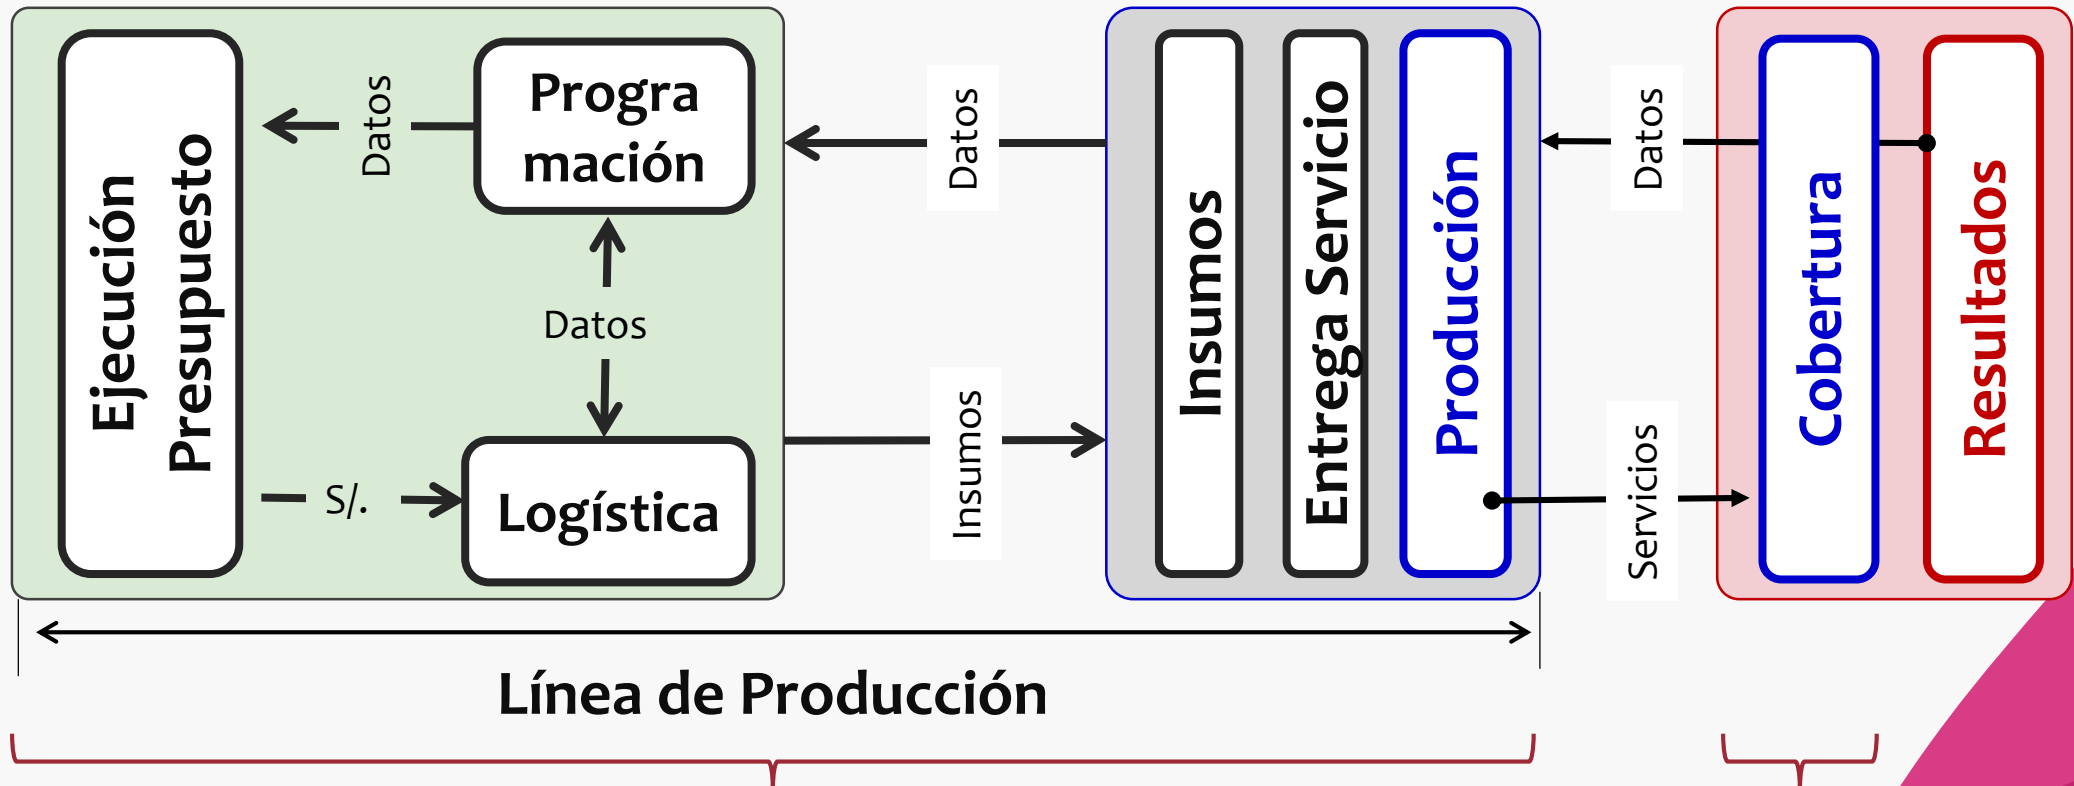 Ejecución
Presupuesto
Datos
Progra
mación
Datos
S/.
Logística
Datos
Insumos
Insumos
Entrega Servicio
Producción
Datos
Servicios
Cobertura
Resultados
Línea de Producción